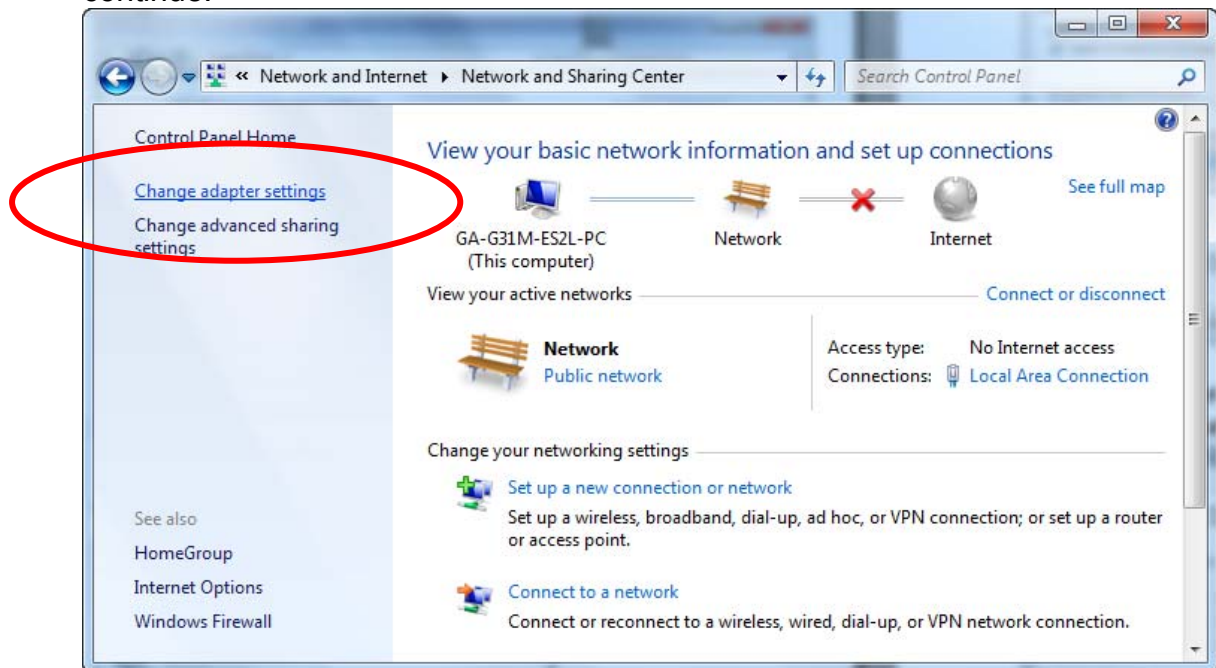 « Network and Internet ▸ Network and Sharing Center
Search Control Panel
Control Panel Home
Change adapter settings
Change advanced sharing
settings
See also
HomeGroup
Internet Options
Windows Firewall
View your basic network information and set up connections
See full map
GA-G31M-ES2L-PC
(This computer)
Network
Internet
View your active networks
Connect or disconnect
Network
Public network
Access type: No Internet access
Connections: Local Area Connection
Change your networking settings
Set up a new connection or network
Set up a wireless, broadband, dial-up, ad hoc, or VPN connection; or set up a router
or access point.
Connect to a network
Connect or reconnect to a wireless, wired, dial-up, or VPN network connection.